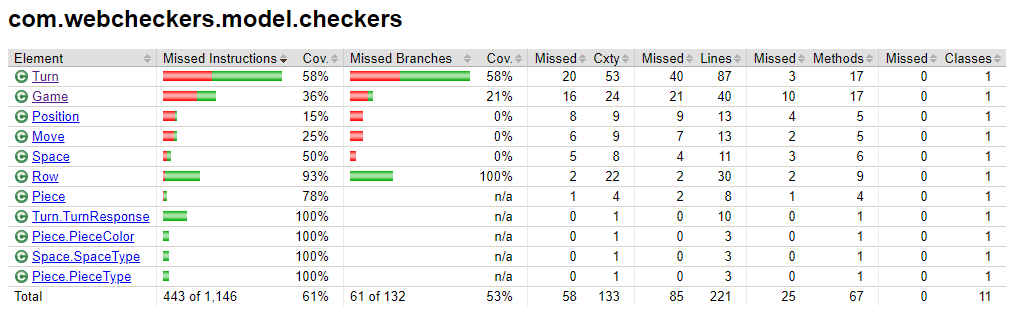 com.webcheckers.model.checkers
Element Missed Instructions Cov. Missed Branches Cov. Missed Cxty Missed Lines Missed Methods Missed Classes
C Turn 58% 58% 20 53 40 87 3 17 0 1
C Game 36% 21% 16 24 21 40 10 17 0 1
C Position 15% 0% 8 9 9 13 4 5 0 1
C Move 25% 0% 6 9 7 13 2 5 0 1
C Space 50% 0% 5 8 4 11 3 6 0 1
C Row 93% 100% 2 22 2 30 2 9 0 1
C Piece 78% n/a 1 4 2 8 1 4 0 1
C Turn.TurnResponse 100% n/a 0 1 0 10 0 1 0 1
C Piece.PieceColor 100% n/a 0 1 0 3 0 1 0 1
C Space.SpaceType 100% n/a 0 1 0 3 0 1 0 1
C Piece.PieceType 100% n/a 0 1 0 3 0 1 0 1
Total 443 of 1,146 61% 61 of 132 53% 58 133 85 221 25 67 0 11